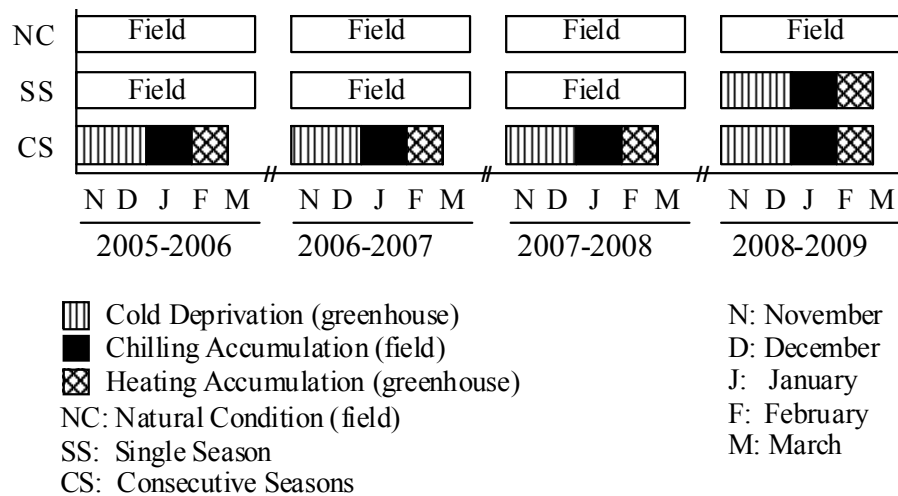 NC Field Field Field Field
SS Field Field Field
CS
N D J F M N D J F M N D J F M N D J F M
2005-2006 2006-2007 2007-2008 2008-2009
Cold Deprivation (greenhouse)
Chilling Accumulation (field)
Heating Accumulation (greenhouse)
NC: Natural Condition (field)
SS: Single Season
CS: Consecutive Seasons
N: November
D: December
J: January
F: February
M: March